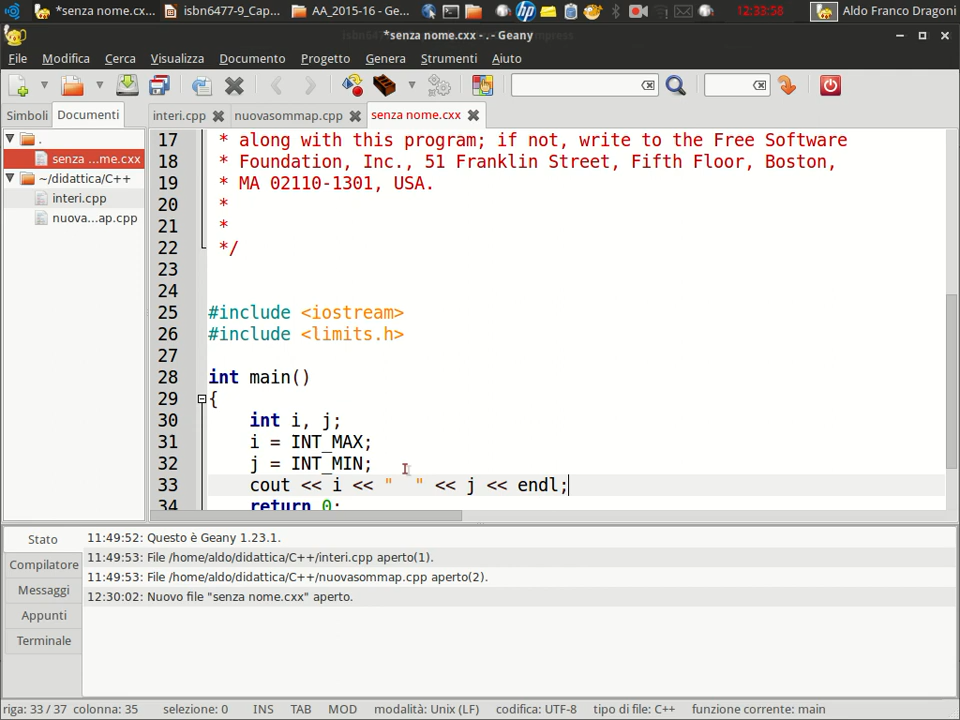 *senza nome.cxx -... isbn6477-9_Cap... AA_2015-16 - Ge... 12:33:58 Aldo Franco Dragoni
*senza nome.cxx - . - Geany
File Modifica Cerca Visualizza Documento Progetto Genera Strumenti Aiuto
Simboli Documenti interi.cpp nuovasommap.cpp senza nome.cxx
.
senza ...me.cxx
~/didattica/C++
interi.cpp
nuova...ap.cpp
17 * along with this program; if not, write to the Free Software
18 * Foundation, Inc., 51 Franklin Street, Fifth Floor, Boston,
19 * MA 02110-1301, USA.
20 *
21 *
22 */
23
24
25 #include <iostream>
26 #include <limits.h>
27
28 int main()
29 {
30 int i, j;
31 i = INT_MAX;
32 j = INT_MIN;
33 cout << i << "  " << j << endl;
34 return 0;
Stato
Compilatore
Messaggi
Appunti
Terminale
11:49:52: Questo è Geany 1.23.1.
11:49:53: File /home/aldo/didattica/C++/interi.cpp aperto(1).
11:49:53: File /home/aldo/didattica/C++/nuovasommap.cpp aperto(2).
12:30:02: Nuovo file "senza nome.cxx" aperto.
riga: 33 / 37 colonna: 35 selezione: 0 INS TAB MOD modalità: Unix (LF) codifica: UTF-8 tipo di file: C++ funzione corrente: main